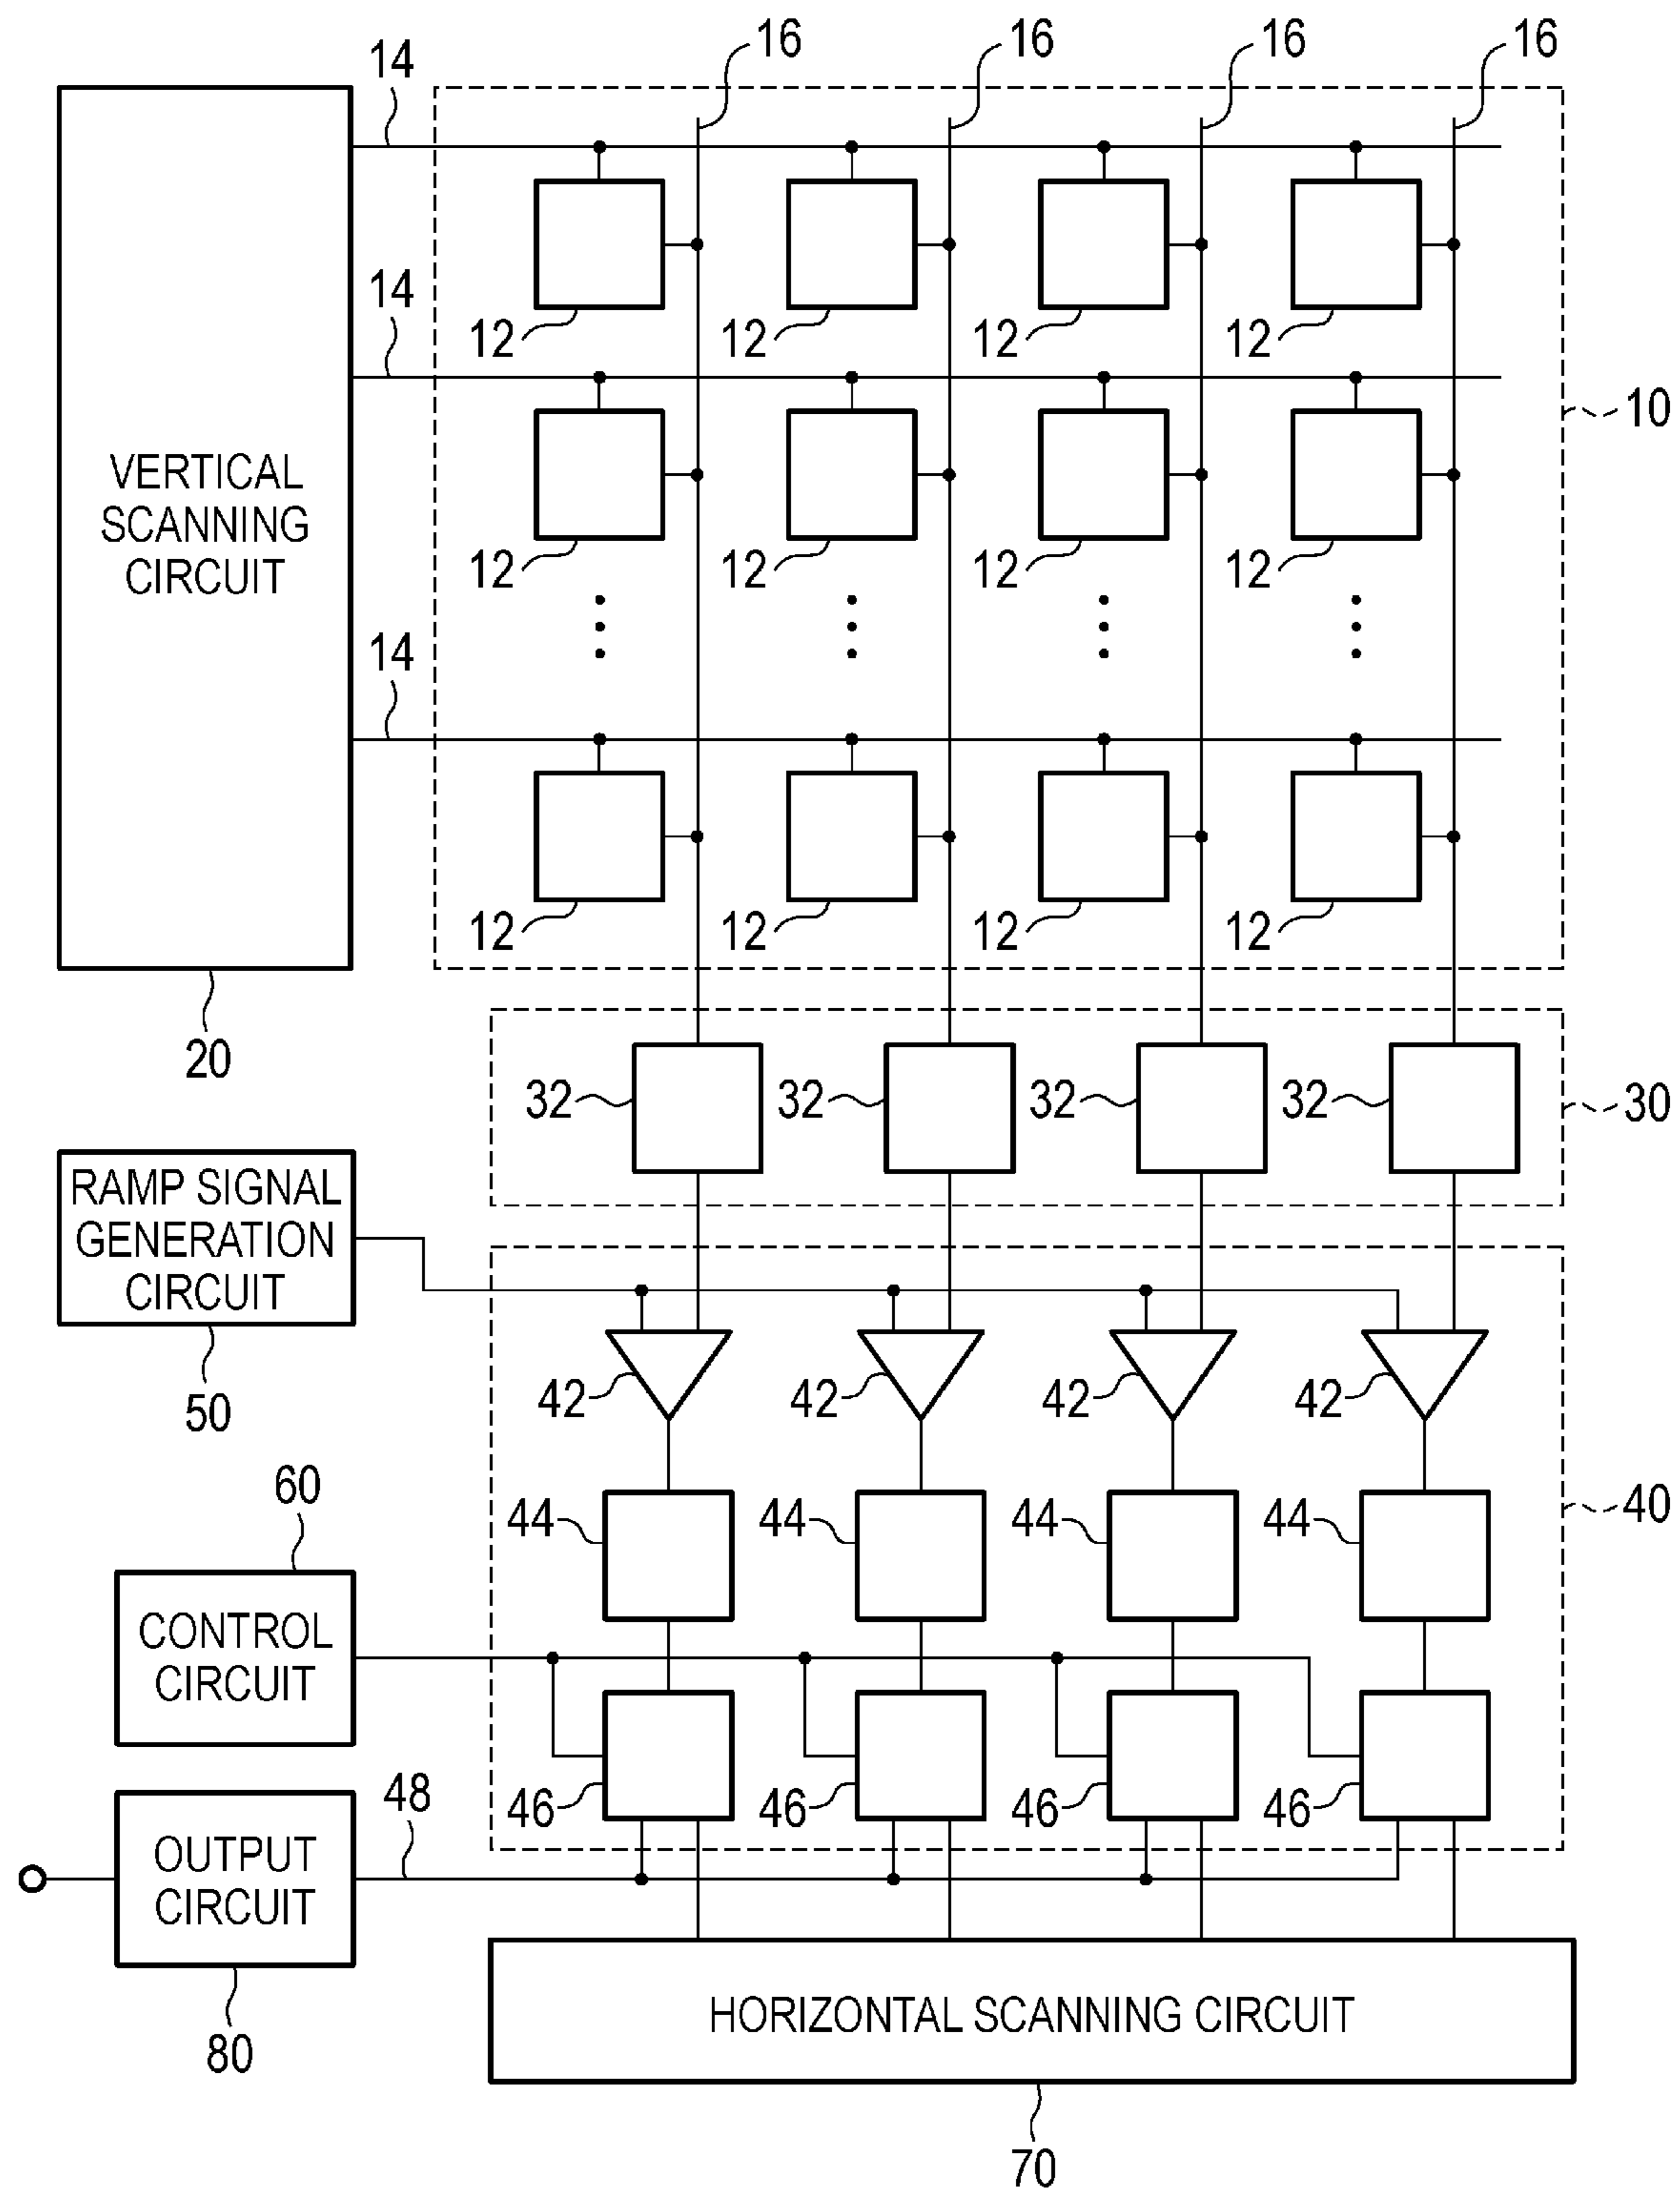 16 16 16 16
14
12 12 12 12
14
10
VERTICAL
SCANNING
CIRCUIT
12 12 12 12
14
12 12 12 12
20
32 32 32 32 30
RAMP SIGNAL
GENERATION
CIRCUIT
42 42 42 42
50
60
44 44 44 44 40
CONTROL
CIRCUIT
48
46 46 46 46
OUTPUT
CIRCUIT
HORIZONTAL SCANNING CIRCUIT
80
70